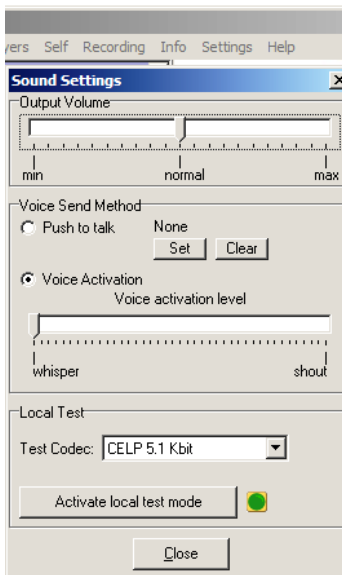 yers Self Recording Info Settings Help
Sound Settings
Output Volume
min normal max
Voice Send Method
Push to talk None
Set Clear
Voice Activation
Voice activation level
whisper shout
Local Test
Test Codec: CELP 5.1 Kbit
Activate local test mode
Close